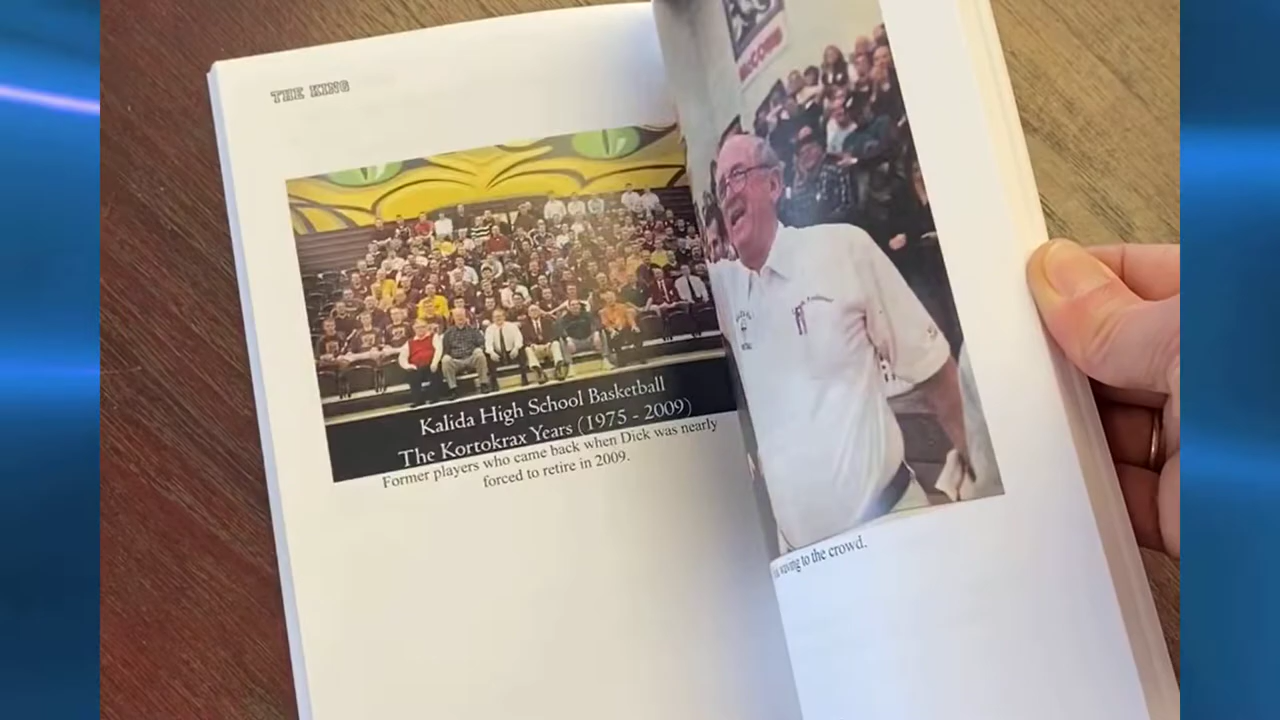 THE KING
Kalida High School Basketball
The Kortokrax Years (1975 - 2009)
Former players who came back when Dick was nearly
forced to retire in 2009.
McCOMB
waving to the crowd.